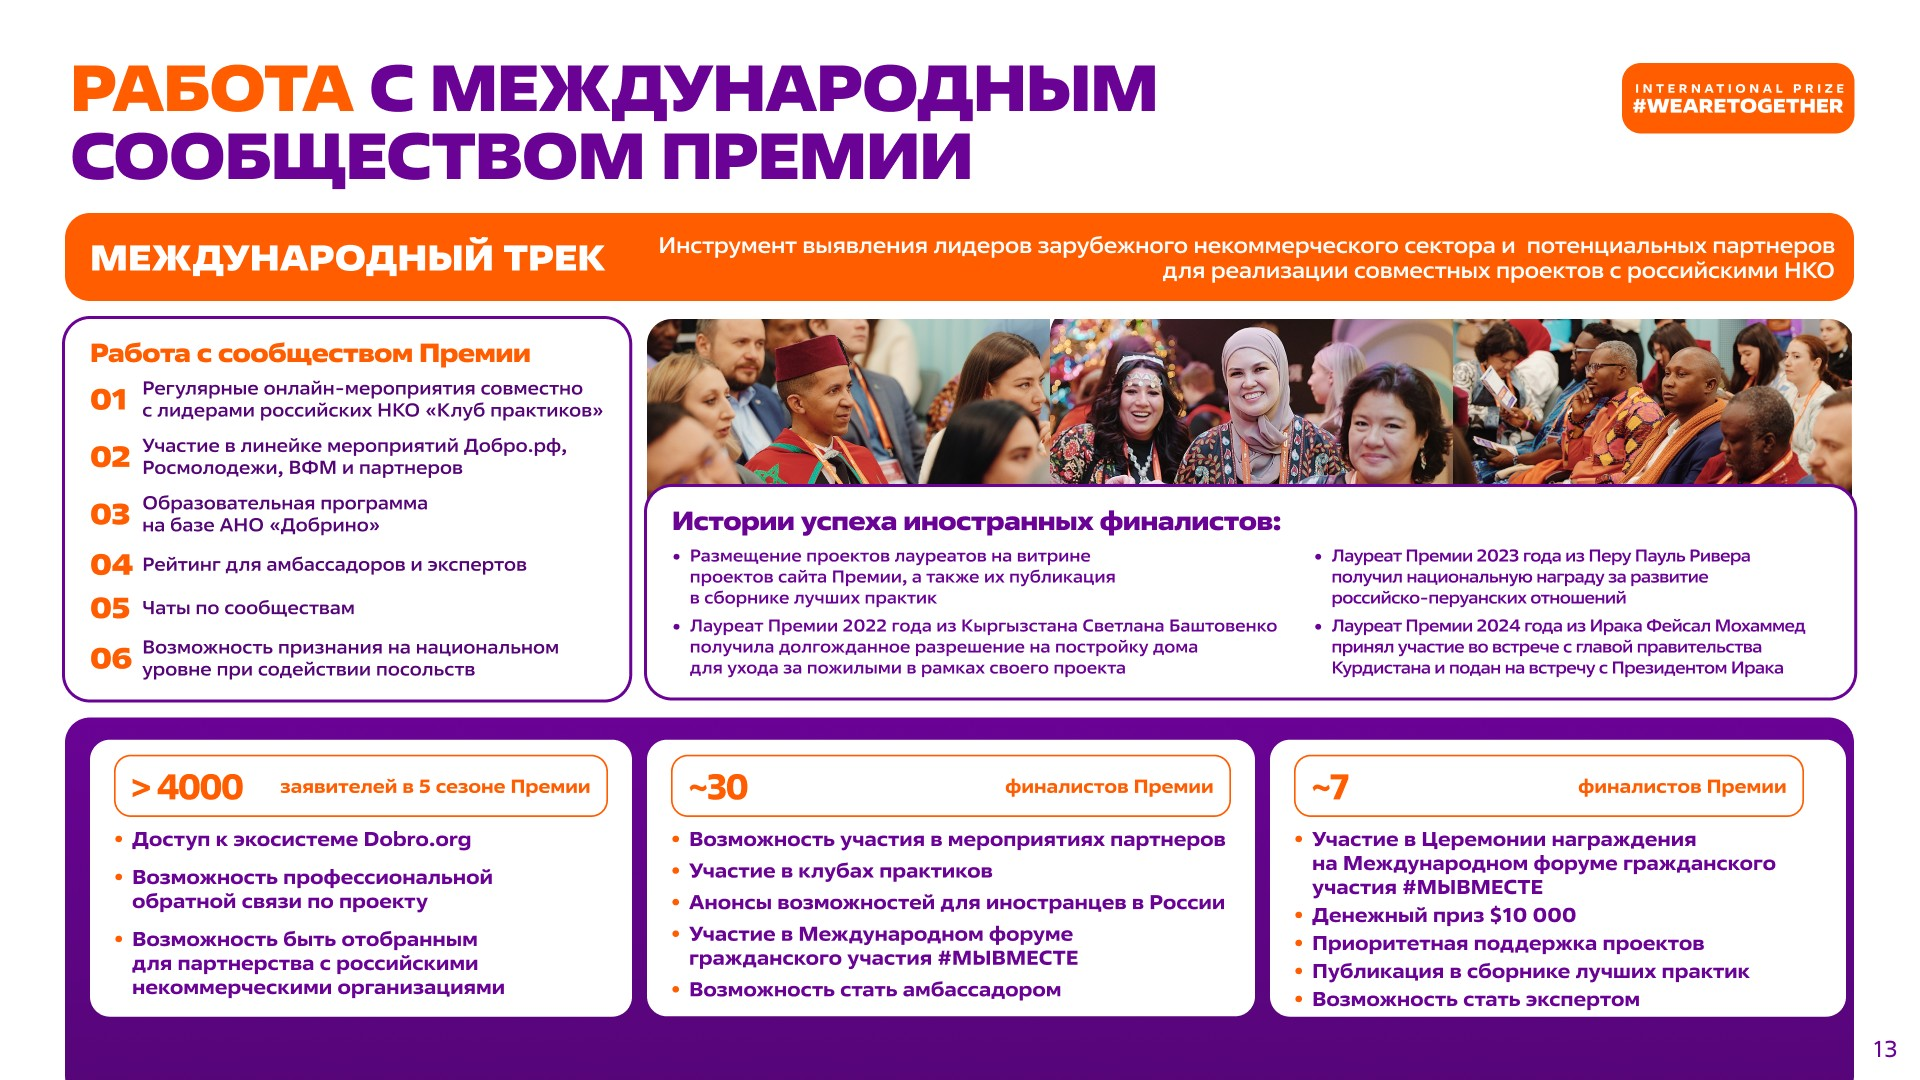 РАБОТА С МЕЖДУНАРОДНЫМ
СООБЩЕСТВОМ ПРЕМИИ
INTERNATIONAL PRIZE
#WEARETOGETHER
МЕЖДУНАРОДНЫЙ ТРЕК
Инструмент выявления лидеров зарубежного некоммерческого сектора и потенциальных партнеров
для реализации совместных проектов с российскими НКО
Работа с сообществом Премии
01 Регулярные онлайн-мероприятия совместно
с лидерами российских НКО «Клуб практиков»
02 Участие в линейке мероприятий Добро.рф,
Росмолодежи, ВФМ и партнеров
03 Образовательная программа
на базе АНО «Добрино»
04 Рейтинг для амбассадоров и экспертов
05 Чаты по сообществам
06 Возможность признания на национальном
уровне при содействии посольств
Истории успеха иностранных финалистов:
• Размещение проектов лауреатов на витрине
проектов сайта Премии, а также их публикация
в сборнике лучших практик
• Лауреат Премии 2022 года из Кыргызстана Светлана Баштовенко
получила долгожданное разрешение на постройку дома
для ухода за пожилыми в рамках своего проекта
• Лауреат Премии 2023 года из Перу Пауль Ривера
получил национальную награду за развитие
российско-перуанских отношений
• Лауреат Премии 2024 года из Ирака Фейсал Мохаммед
принял участие во встрече с главой правительства
Курдистана и подан на встречу с Президентом Ирака
> 4000 заявителей в 5 сезоне Премии
• Доступ к экосистеме Dobro.org
• Возможность профессиональной
обратной связи по проекту
• Возможность быть отобранным
для партнерства с российскими
некоммерческими организациями
~30 финалистов Премии
• Возможность участия в мероприятиях партнеров
• Участие в клубах практиков
• Анонсы возможностей для иностранцев в России
• Участие в Международном форуме
гражданского участия #МЫВМЕСТЕ
• Возможность стать амбассадором
~7 финалистов Премии
• Участие в Церемонии награждения
на Международном форуме гражданского
участия #МЫВМЕСТЕ
• Денежный приз $10 000
• Приоритетная поддержка проектов
• Публикация в сборнике лучших практик
• Возможность стать экспертом
13